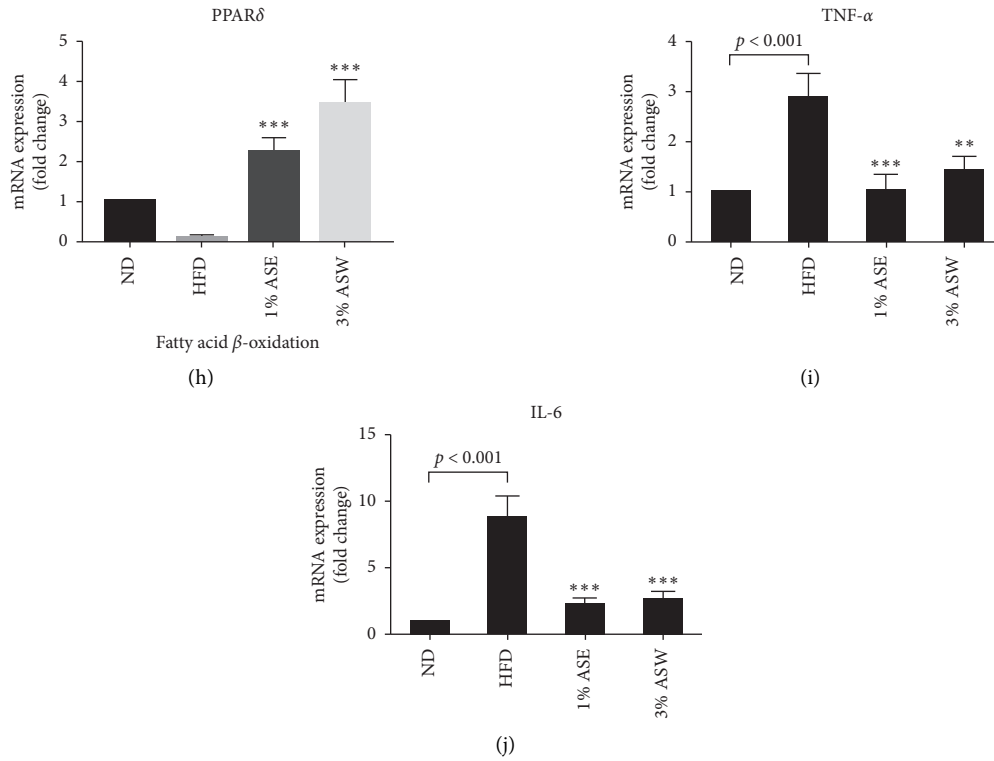 PPARδ
mRNA expression
(fold change)
5
4
3
2
1
0
***
***
ND
HFD
1% ASE
3% ASW
Fatty acid β-oxidation
(h)
TNF-α
mRNA expression
(fold change)
4
3
2
1
0
p < 0.001
***
**
ND
HFD
1% ASE
3% ASW
(i)
IL-6
mRNA expression
(fold change)
15
10
5
0
p < 0.001
***
***
ND
HFD
1% ASE
3% ASW
(j)